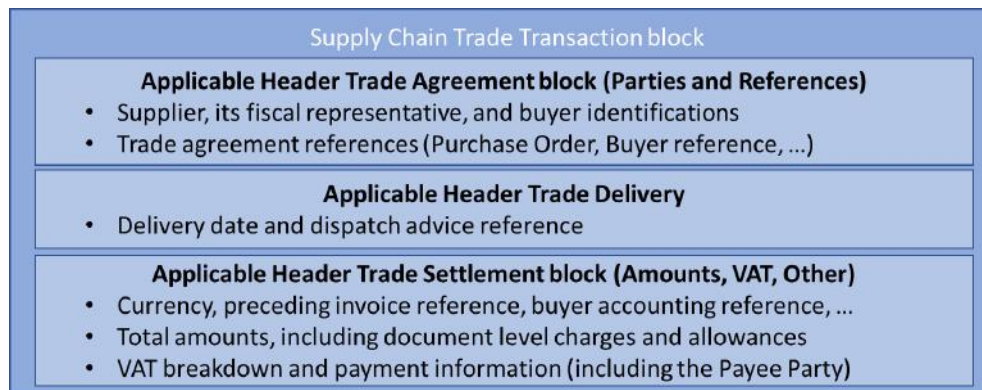 Supply Chain Trade Transaction block
Applicable Header Trade Agreement block (Parties and References)
• Supplier, its fiscal representative, and buyer identifications
• Trade agreement references (Purchase Order, Buyer reference, ...)
Applicable Header Trade Delivery
• Delivery date and dispatch advice reference
Applicable Header Trade Settlement block (Amounts, VAT, Other)
• Currency, preceding invoice reference, buyer accounting reference, ...
• Total amounts, including document level charges and allowances
• VAT breakdown and payment information (including the Payee Party)